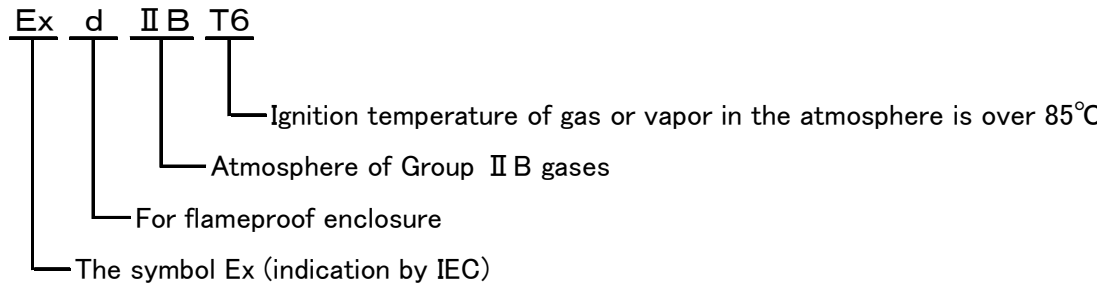 Ex d ⅡB T6
Ignition temperature of gas or vapor in the atmosphere is over 85℃
Atmosphere of Group ⅡB gases
For flameproof enclosure
The symbol Ex (indication by IEC)